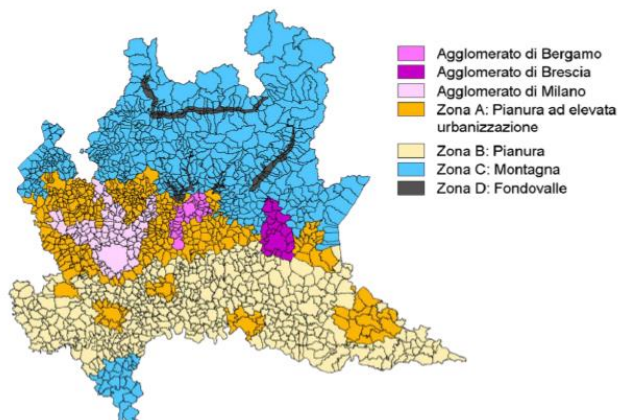 Agglomerato di Bergamo
Agglomerato di Brescia
Agglomerato di Milano
Zona A: Pianura ad elevata
urbanizzazione
Zona B: Pianura
Zona C: Montagna
Zona D: Fondovalle